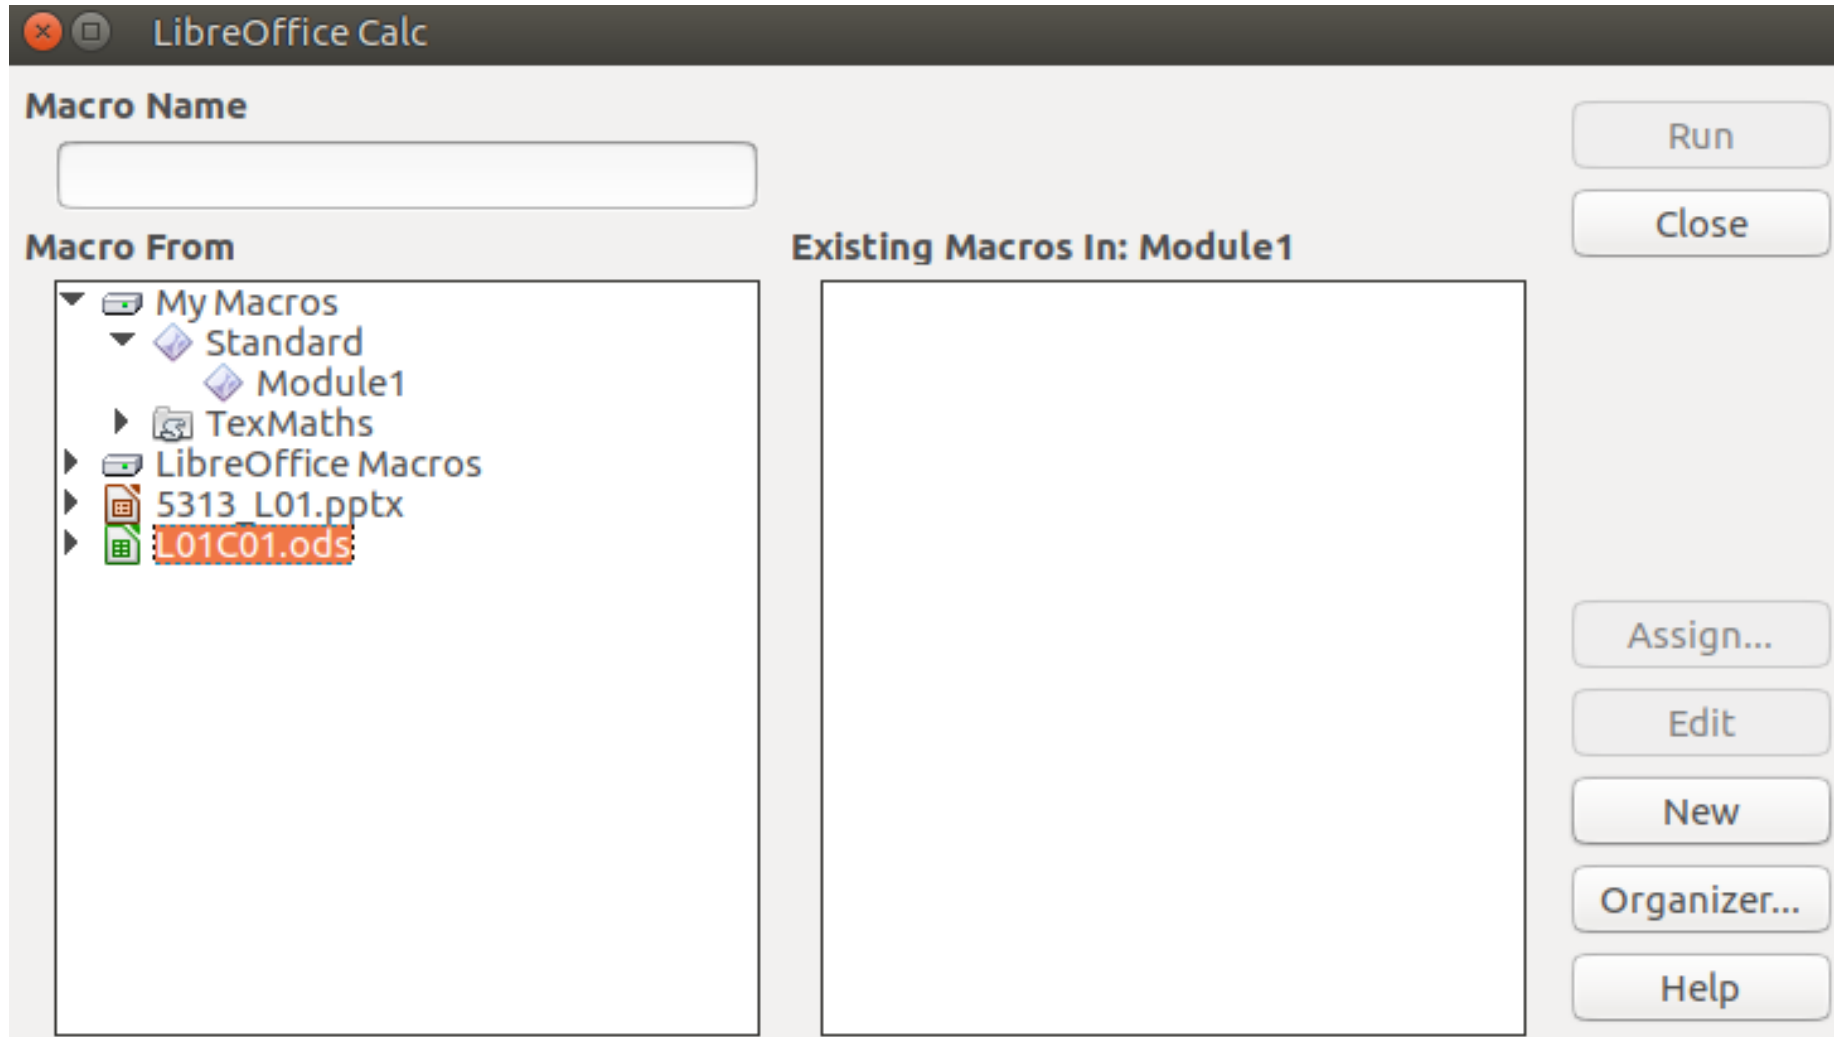 LibreOffice Calc
Macro Name
Run
Close
Macro From
Existing Macros In: Module1
My Macros
Standard
Module1
TexMaths
LibreOffice Macros
5313_L01.pptx
L01C01.ods
Assign...
Edit
New
Organizer...
Help